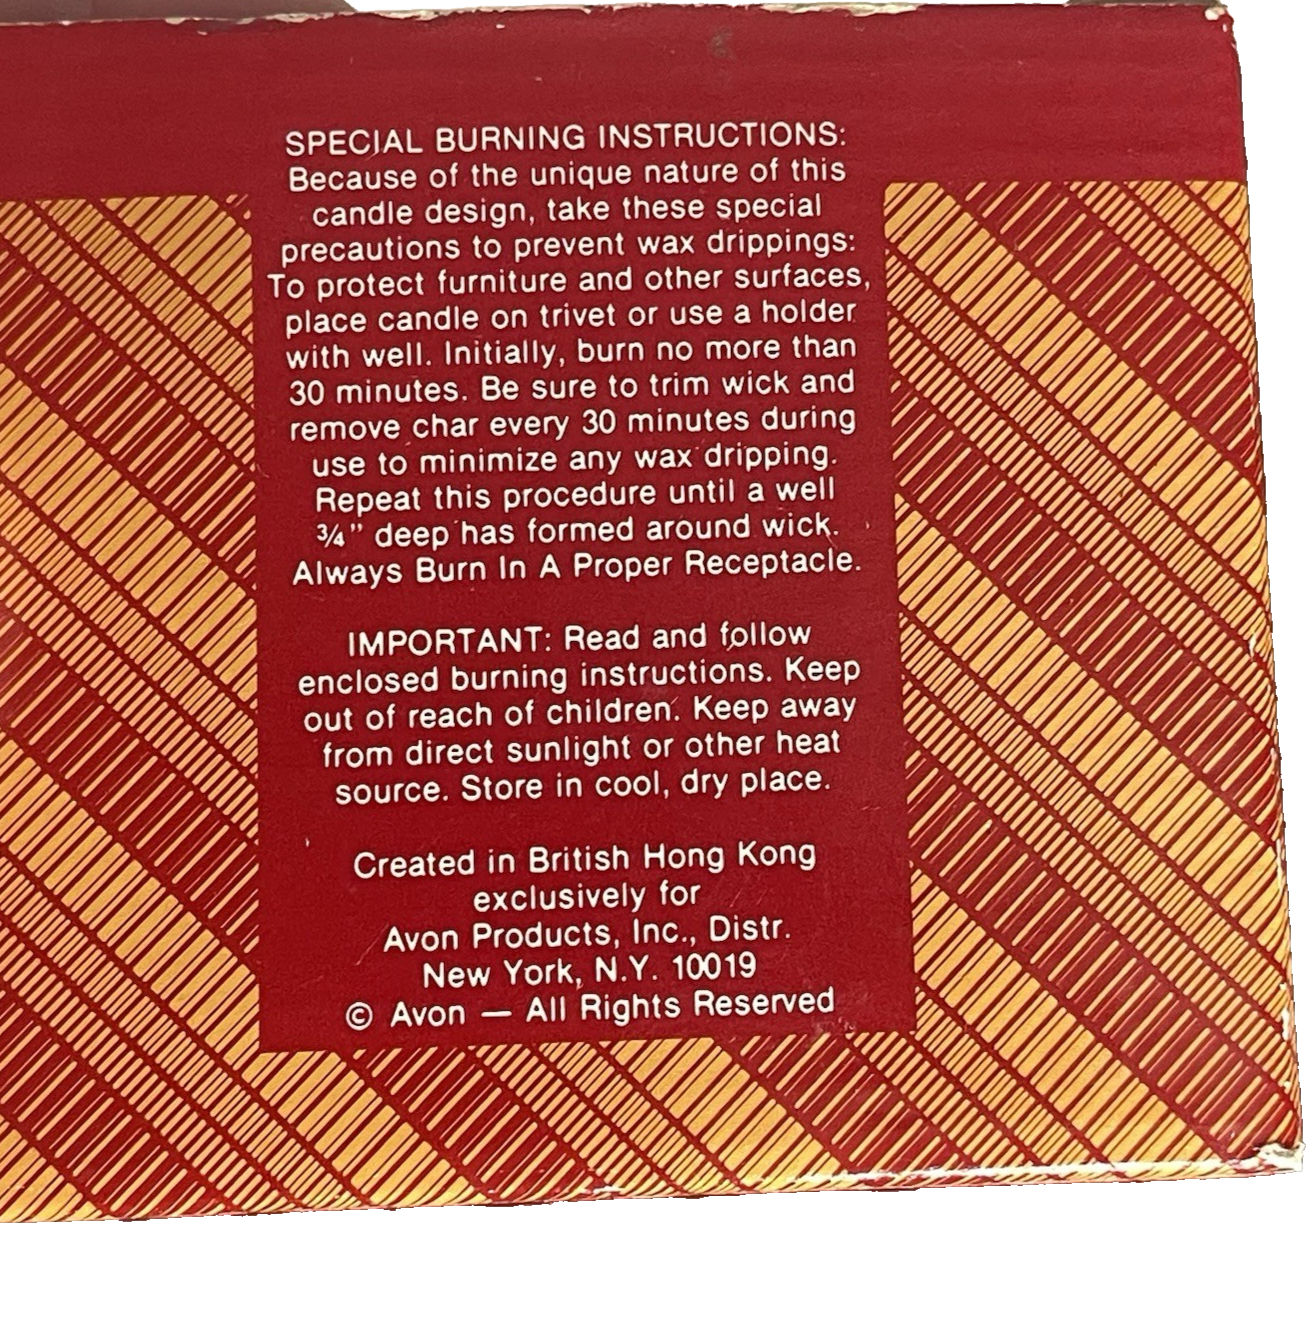 SPECIAL BURNING INSTRUCTIONS:
Because of the unique nature of this
candle design, take these special
precautions to prevent wax drippings:
To protect furniture and other surfaces,
place candle on trivet or use a holder
with well. Initially, burn no more than
30 minutes. Be sure to trim wick and
remove char every 30 minutes during
use to minimize any wax dripping.
Repeat this procedure until a well
¾" deep has formed around wick.
Always Burn In A Proper Receptacle.
IMPORTANT: Read and follow
enclosed burning instructions. Keep
out of reach of children. Keep away
from direct sunlight or other heat
source. Store in cool, dry place.
Created in British Hong Kong
exclusively for
Avon Products, Inc., Distr.
New York, N.Y. 10019
© Avon — All Rights Reserved